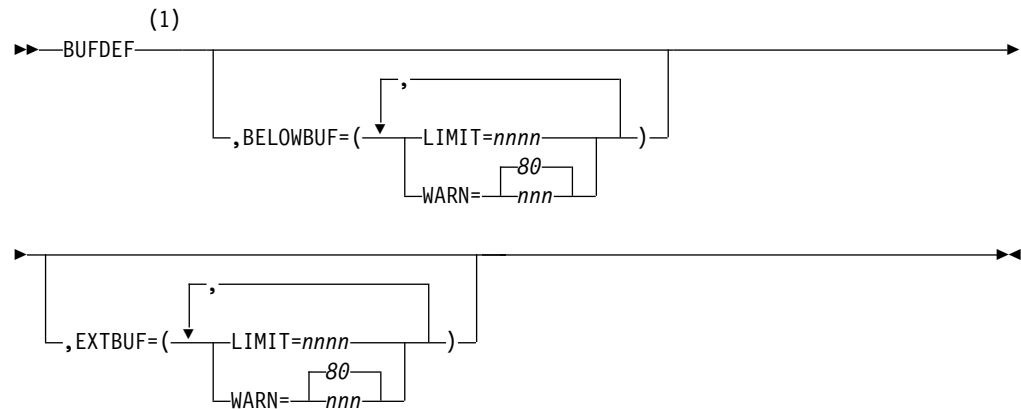 (1)
BUFDEF
,
,BELOWBUF=( LIMIT=nnnn )
80
WARN= nnn
,
,EXTBUF=( LIMIT=nnnn )
80
WARN= nnn